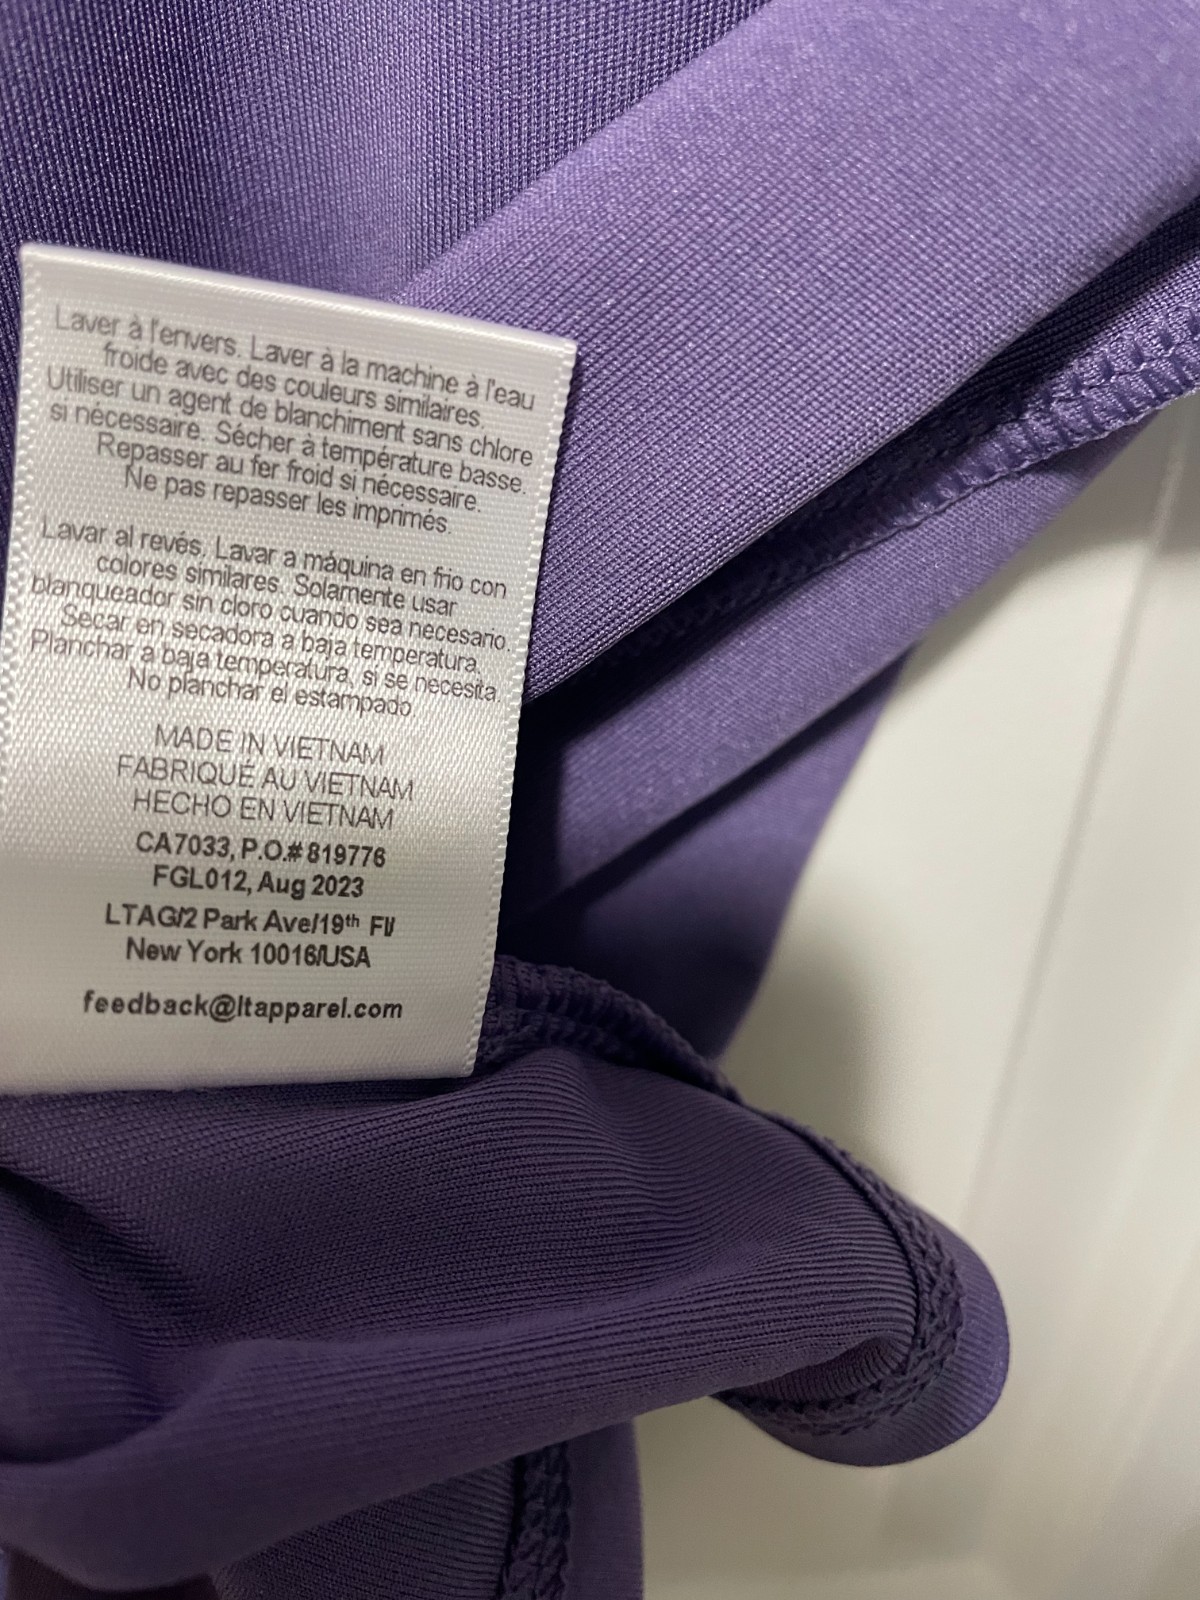 Laver à l'envers. Laver à la machine à l'eau
froide avec des couleurs similaires.
Utiliser un agent de blanchiment sans chlore
si nécessaire. Sécher à température basse.
Repasser au fer froid si nécessaire.
Ne pas repasser les imprimés.
Lavar al revés. Lavar a máquina en frio con
colores similares. Solamente usar
blanqueador sin cloro cuando sea necesario.
Secar en secadora a baja temperatura.
Planchar a baja temperatura, si se necesita.
No planchar el estampado.
MADE IN VIETNAM
FABRIQUÉ AU VIETNAM
HECHO EN VIETNAM
CA7033, P.O.# 819776
FGL012, Aug 2023
LTAG/2 Park Ave/19th Fl/
New York 10016/USA
feedback@ltapparel.com